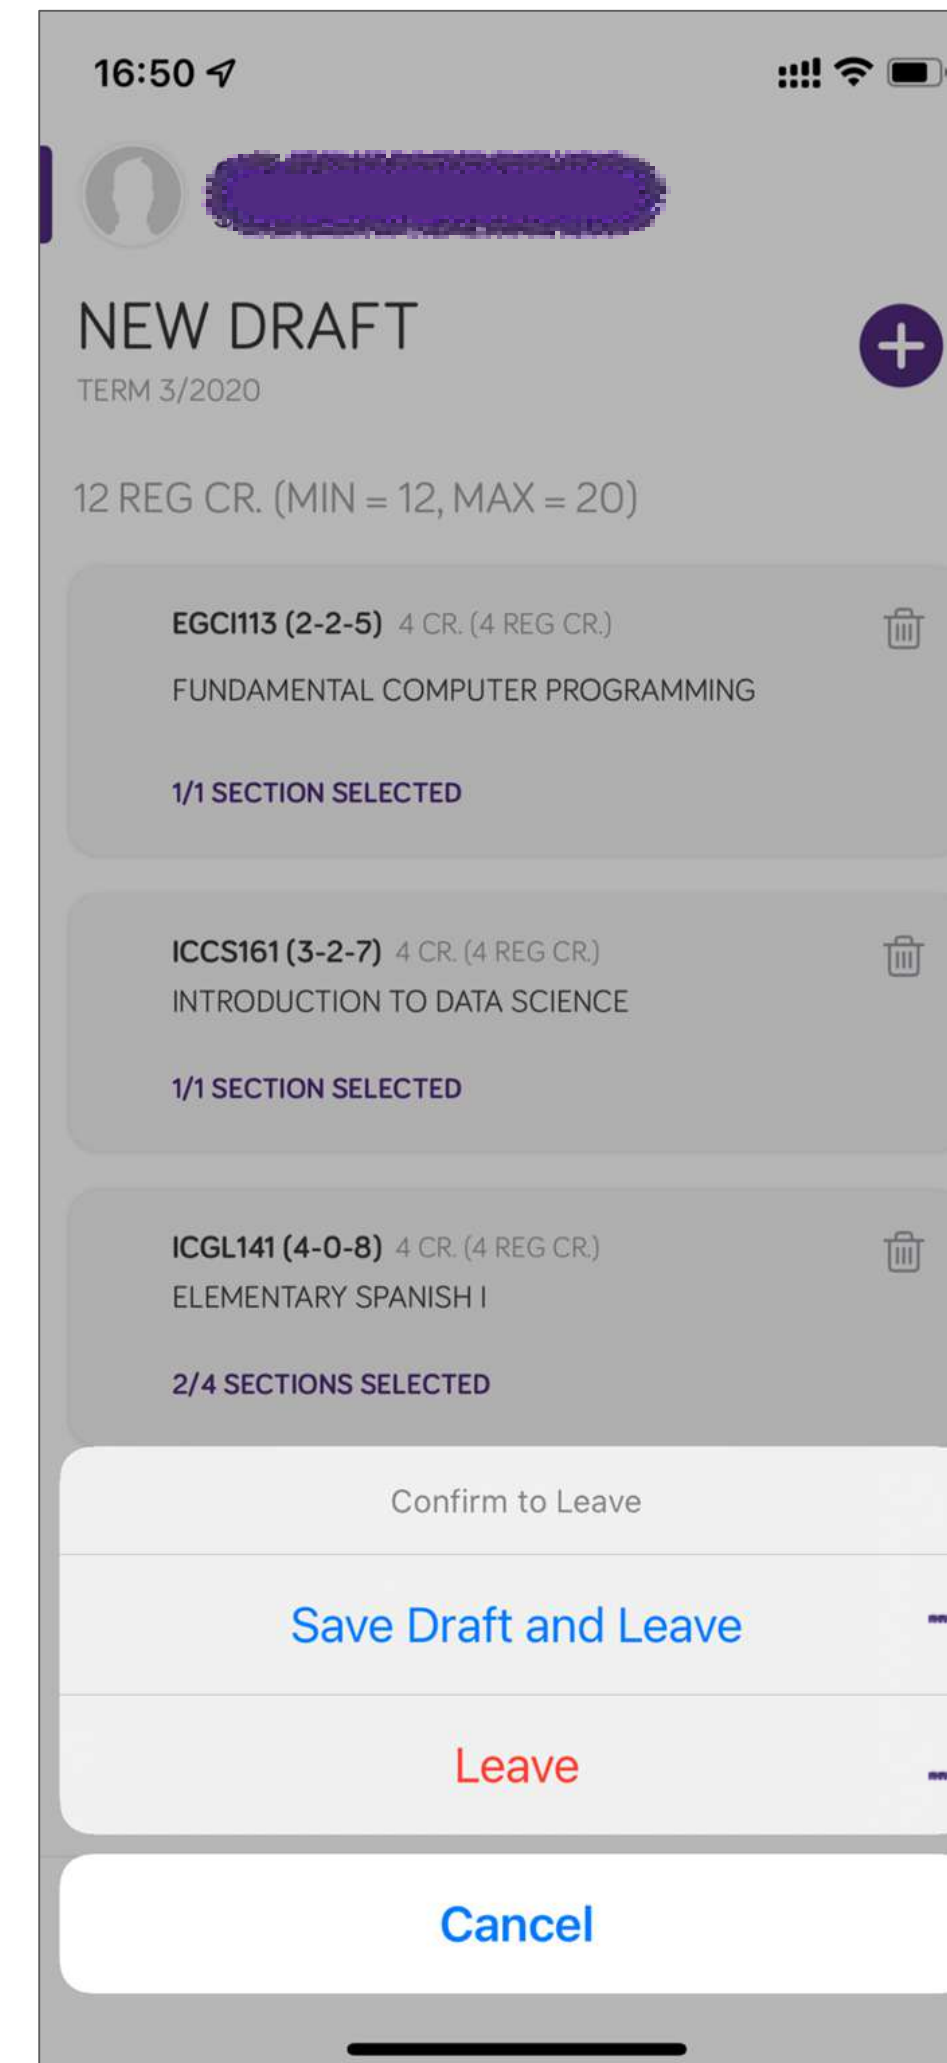 16:50
NEW DRAFT
TERM 3/2020
12 REG CR. (MIN = 12, MAX = 20)
EGCI113 (2-2-5) 4 CR. (4 REG CR.)
FUNDAMENTAL COMPUTER PROGRAMMING
1/1 SECTION SELECTED
ICCS161 (3-2-7) 4 CR. (4 REG CR.)
INTRODUCTION TO DATA SCIENCE
1/1 SECTION SELECTED
ICGL141 (4-0-8) 4 CR. (4 REG CR.)
ELEMENTARY SPANISH I
2/4 SECTIONS SELECTED
Confirm to Leave
Save Draft and Leave
Leave
Cancel